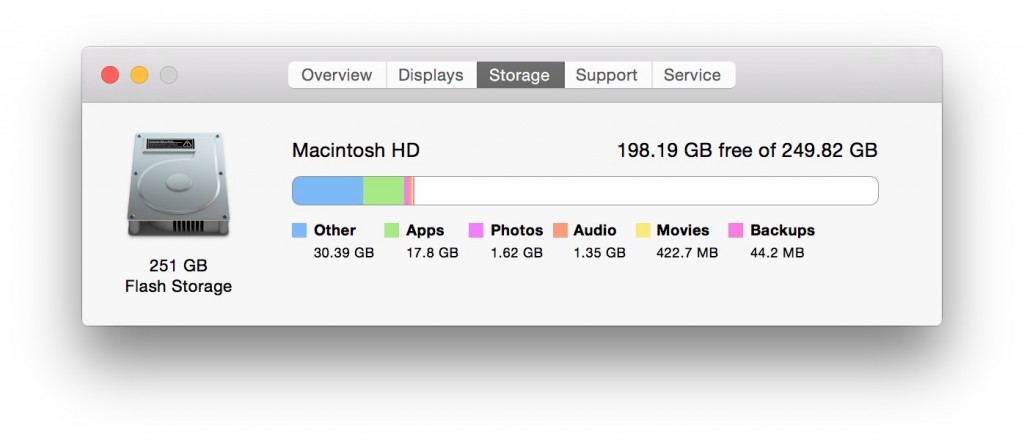 Overview Displays Storage Support Service
Macintosh HD 198.19 GB free of 249.82 GB
Other Apps Photos Audio Movies Backups
30.39 GB 17.8 GB 1.62 GB 1.35 GB 422.7 MB 44.2 MB
251 GB
Flash Storage